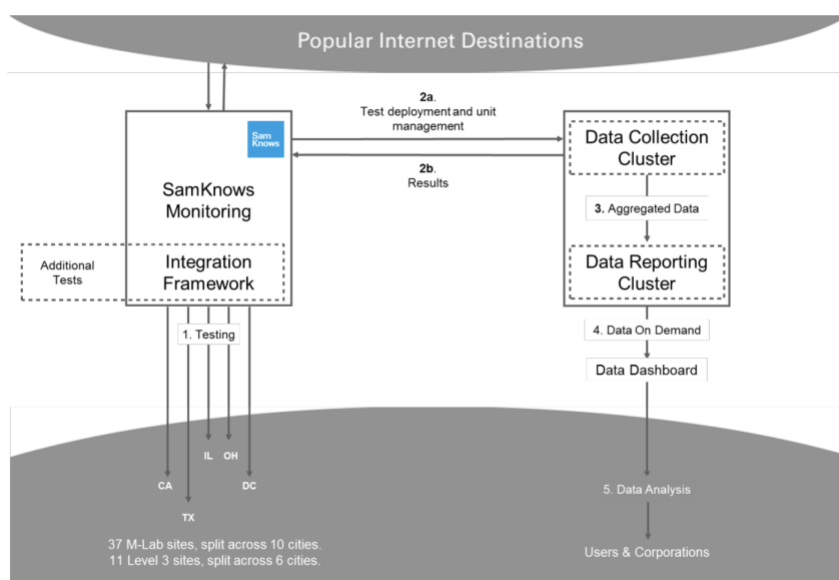 Popular Internet Destinations
2a.
Test deployment and unit
management
Sam
Knows
SamKnows
Monitoring
2b.
Results
Data Collection
Cluster
3. Aggregated Data
Additional
Tests
Integration
Framework
Data Reporting
Cluster
1. Testing
4. Data On Demand
Data Dashboard
IL OH
CA
DC
TX
5. Data Analysis
37 M-Lab sites, split across 10 cities.
11 Level 3 sites, split across 6 cities.
Users & Corporations